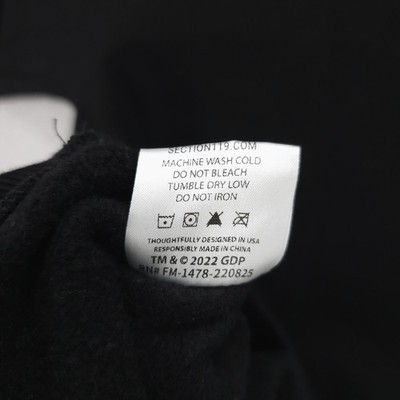 SECTION119.COM
MACHINE WASH COLD
DO NOT BLEACH
TUMBLE DRY LOW
DO NOT IRON
THOUGHTFULLY DESIGNED IN USA
RESPONSIBLY MADE IN CHINA
TM & © 2022 GDP
RN# FM-1478-220825